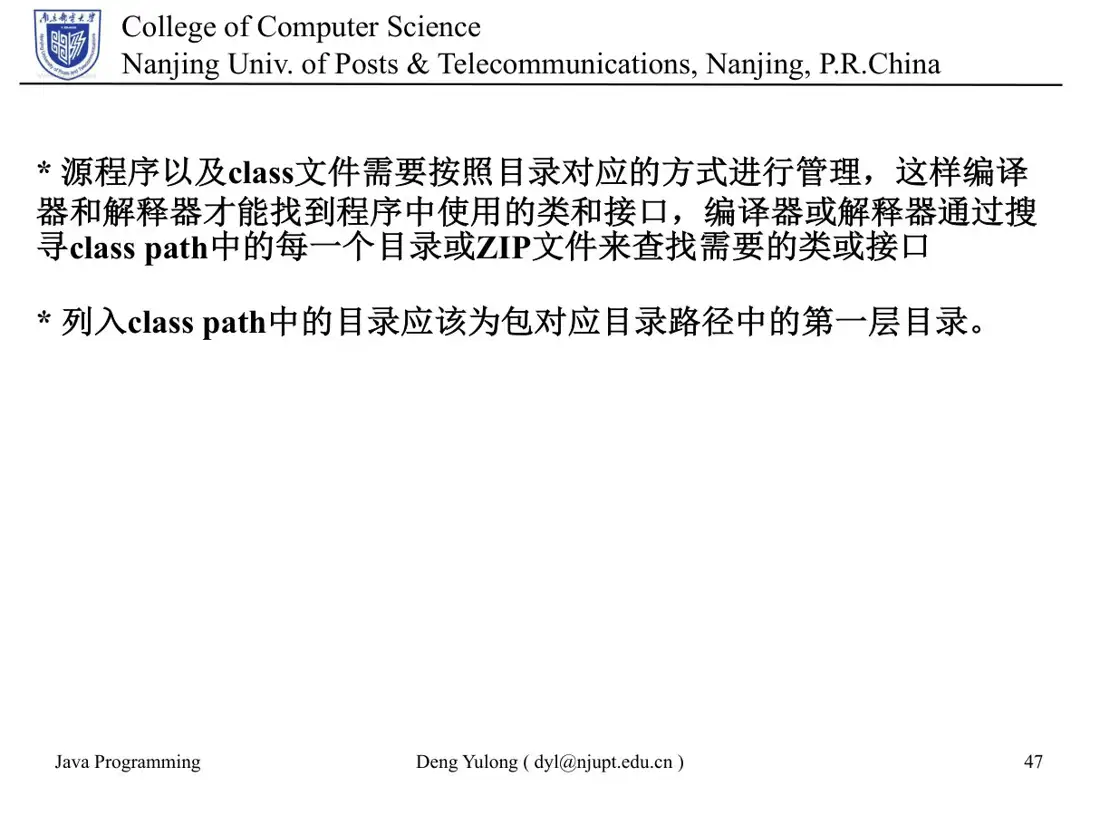 College of Computer Science
Nanjing Univ. of Posts & Telecommunications, Nanjing, P.R.China
* 源程序以及class文件需要按照目录对应的方式进行管理，这样编译
器和解释器才能找到程序中使用的类和接口，编译器或解释器通过搜
寻class path中的每一个目录或ZIP文件来查找需要的类或接口
* 列入class path中的目录应该为包对应目录路径中的第一层目录。
Java Programming
Deng Yulong ( dyl@njupt.edu.cn )
47